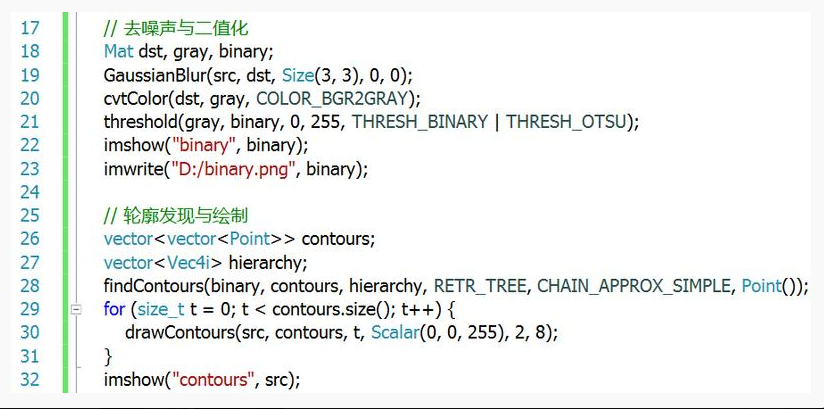 17 // 去噪声与二值化
18 Mat dst, gray, binary;
19 GaussianBlur(src, dst, Size(3, 3), 0, 0);
20 cvtColor(dst, gray, COLOR_BGR2GRAY);
21 threshold(gray, binary, 0, 255, THRESH_BINARY | THRESH_OTSU);
22 imshow("binary", binary);
23 imwrite("D:/binary.png", binary);
24
25 // 轮廓发现与绘制
26 vector<vector<Point>> contours;
27 vector<Vec4i> hierarchy;
28 findContours(binary, contours, hierarchy, RETR_TREE, CHAIN_APPROX_SIMPLE, Point());
29 for (size_t t = 0; t < contours.size(); t++) {
30 drawContours(src, contours, t, Scalar(0, 0, 255), 2, 8);
31 }
32 imshow("contours", src);